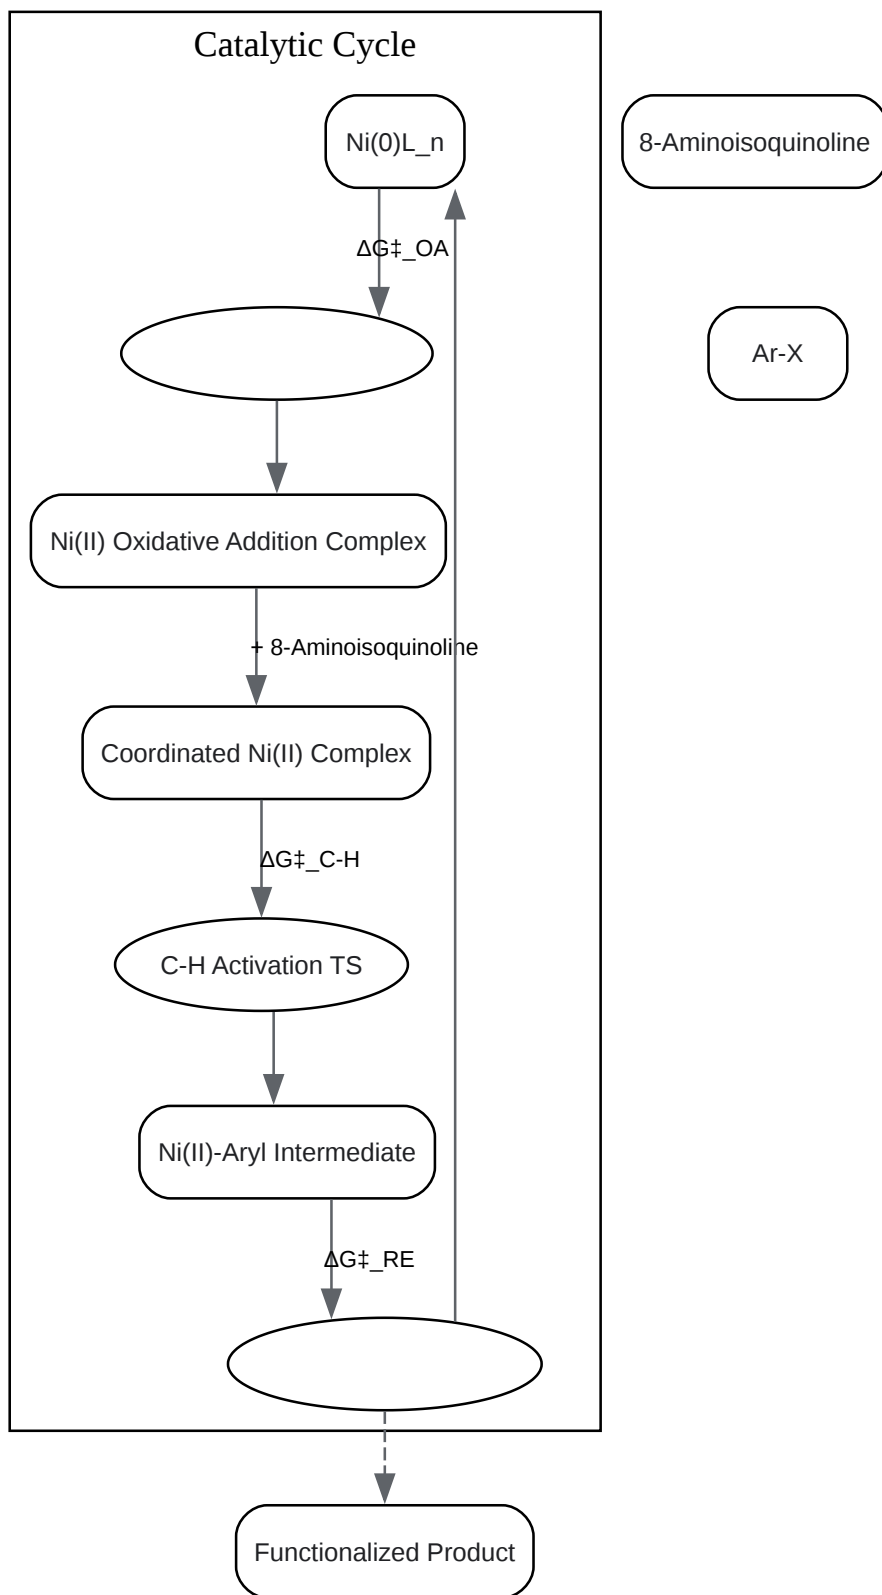 Catalytic Cycle
Ni(0)L_n
8-Aminoisoquinoline
ΔG‡_OA
Ar-X
Ni(II) Oxidative Addition Complex
+ 8-Aminoisoquinoline
Coordinated Ni(II) Complex
ΔG‡_C-H
C-H Activation TS
Ni(II)-Aryl Intermediate
ΔG‡_RE
Functionalized Product